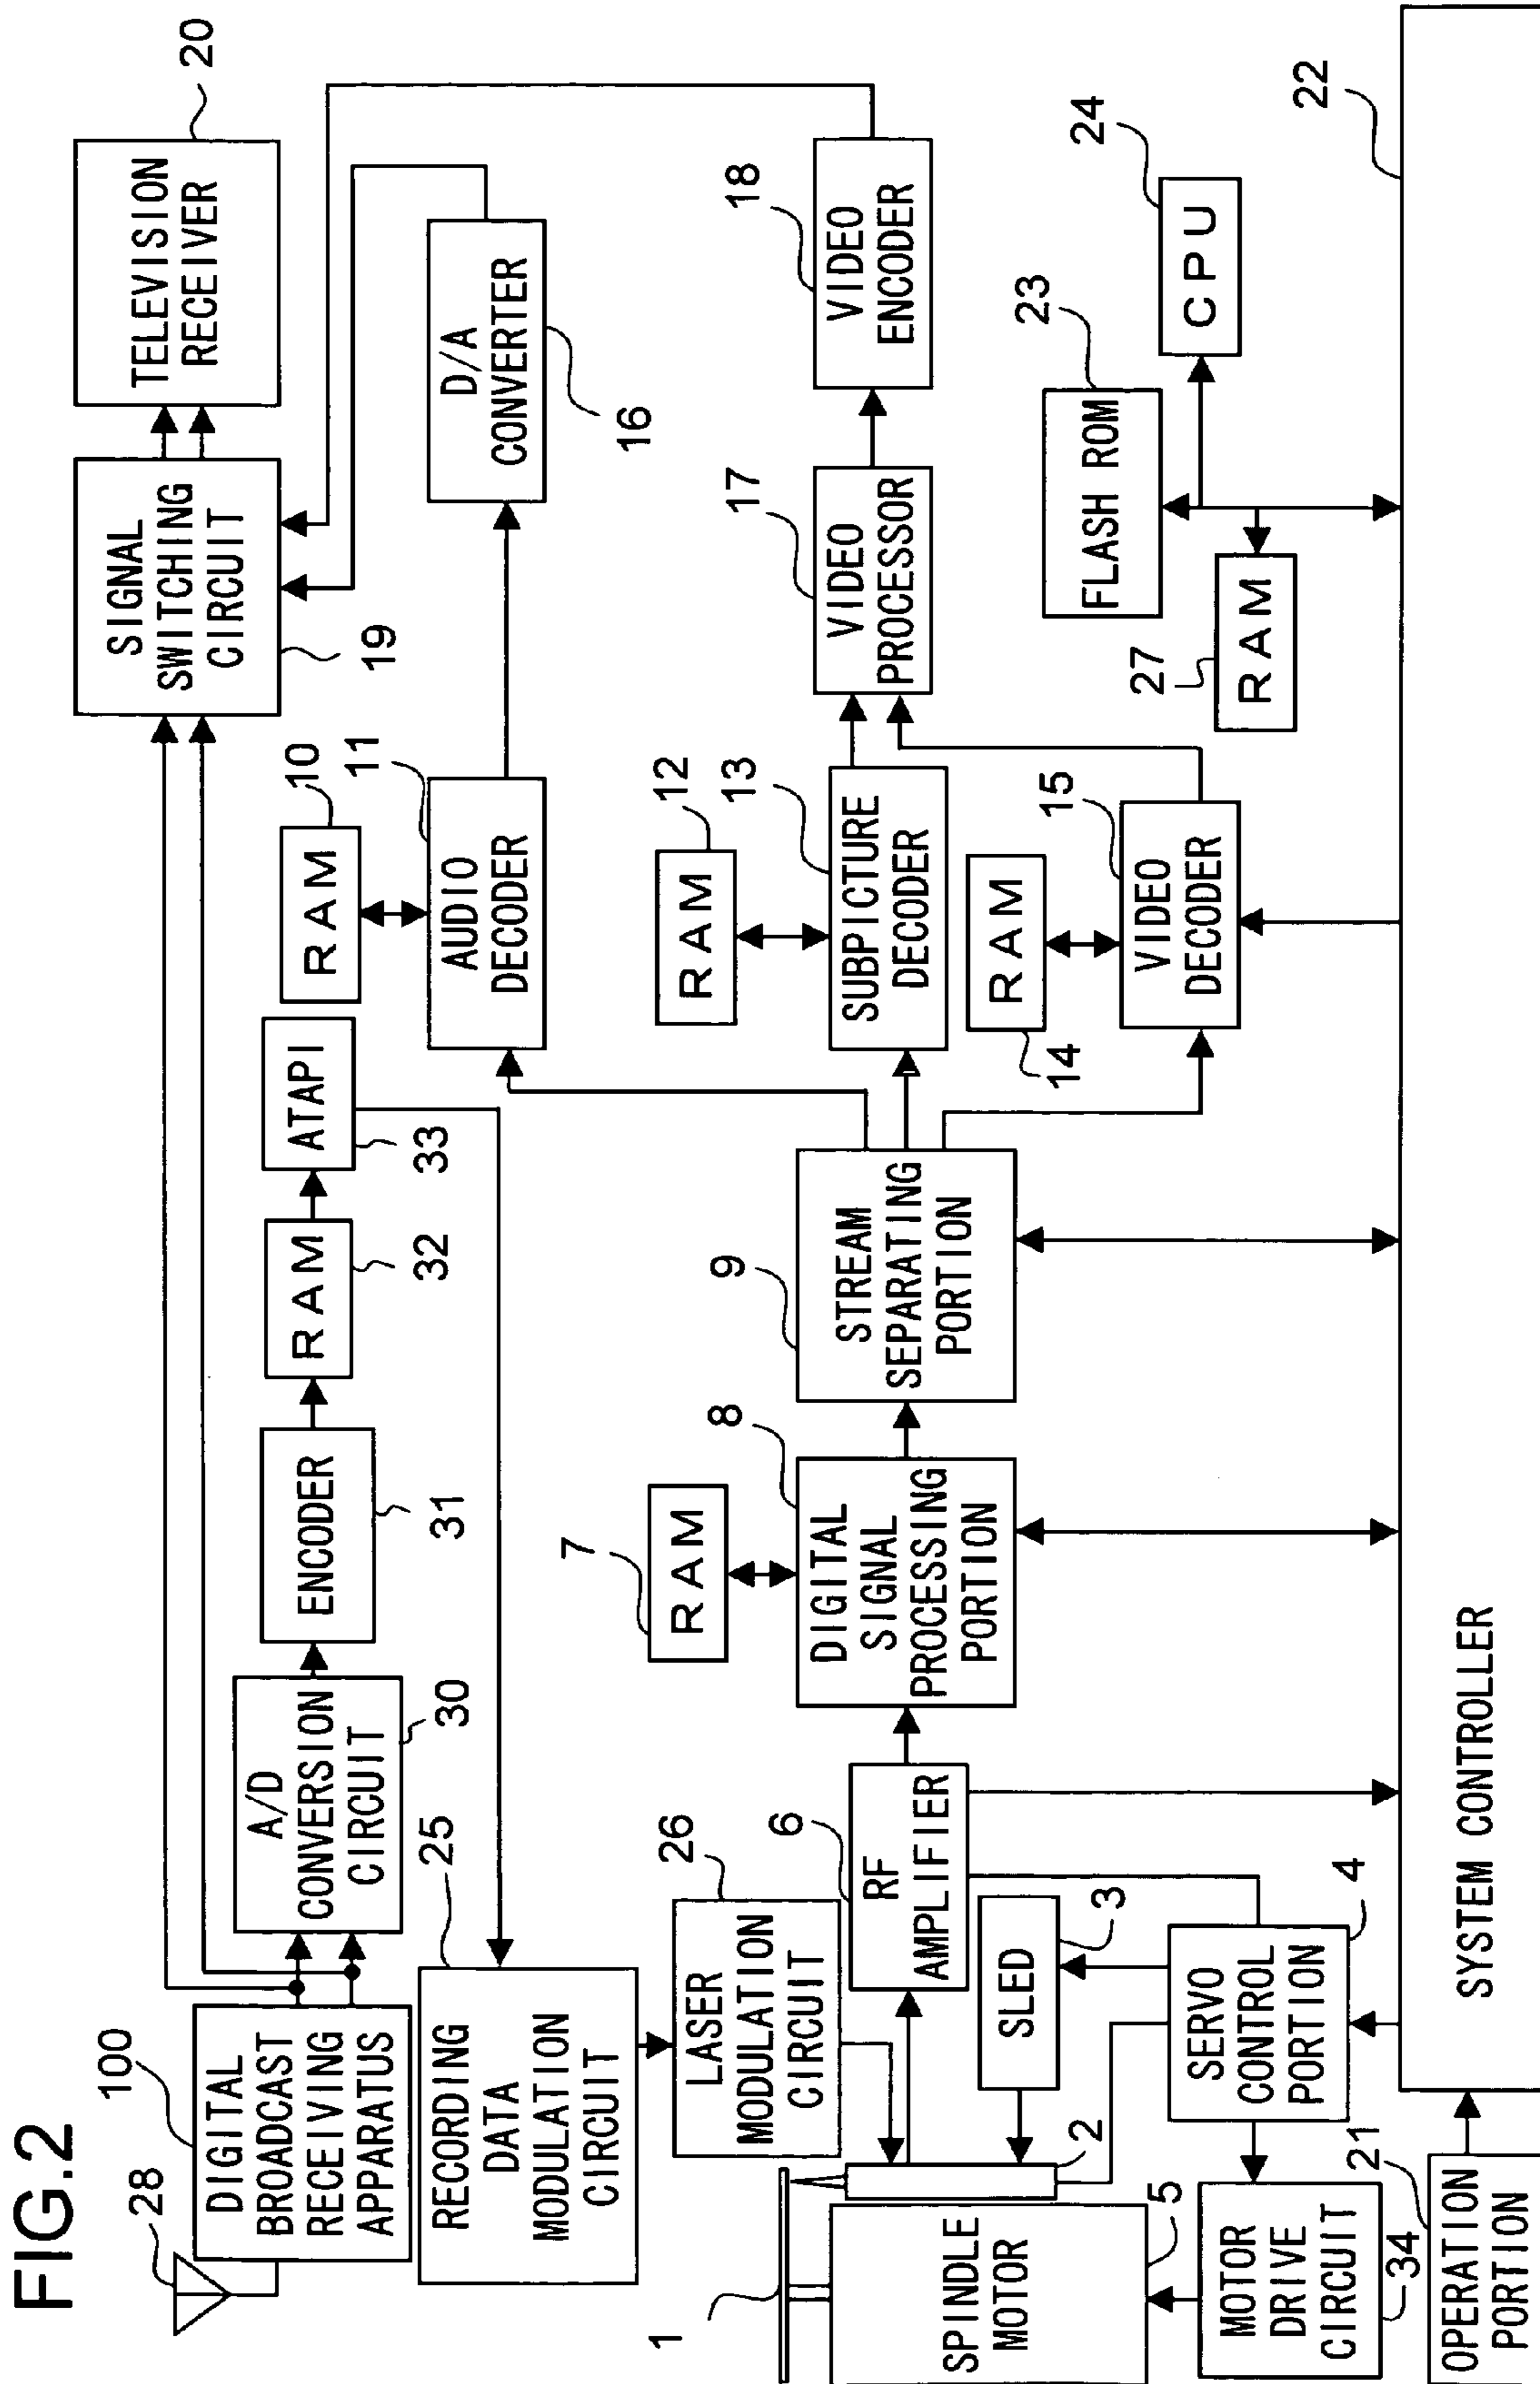 FIG.2
28
100
DIGITAL
BROADCAST
RECEIVING
APPARATUS
A/D
CONVERSION
CIRCUIT
30
ENCODER
31
RAM
32
ATAPI
33
RAM
10
AUDIO
DECODER
11
D/A
CONVERTER
16
SIGNAL
SWITCHING
CIRCUIT
19
TELEVISION
RECEIVER
20
RECORDING
DATA
MODULATION
CIRCUIT
25
LASER
MODULATION
CIRCUIT
26
1
SPINDLE
MOTOR
5
2
SLED
3
RF
AMPLIFIER
6
RAM
7
DIGITAL
SIGNAL
PROCESSING
PORTION
8
STREAM
SEPARATING
PORTION
9
RAM
12
SUBPICTURE
DECODER
13
RAM
14
VIDEO
DECODER
15
VIDEO
PROCESSOR
17
VIDEO
ENCODER
18
MOTOR
DRIVE
CIRCUIT
34
SERVO
CONTROL
PORTION
4
FLASH ROM
23
CPU
24
RAM
27
OPERATION
PORTION
21
SYSTEM CONTROLLER
22